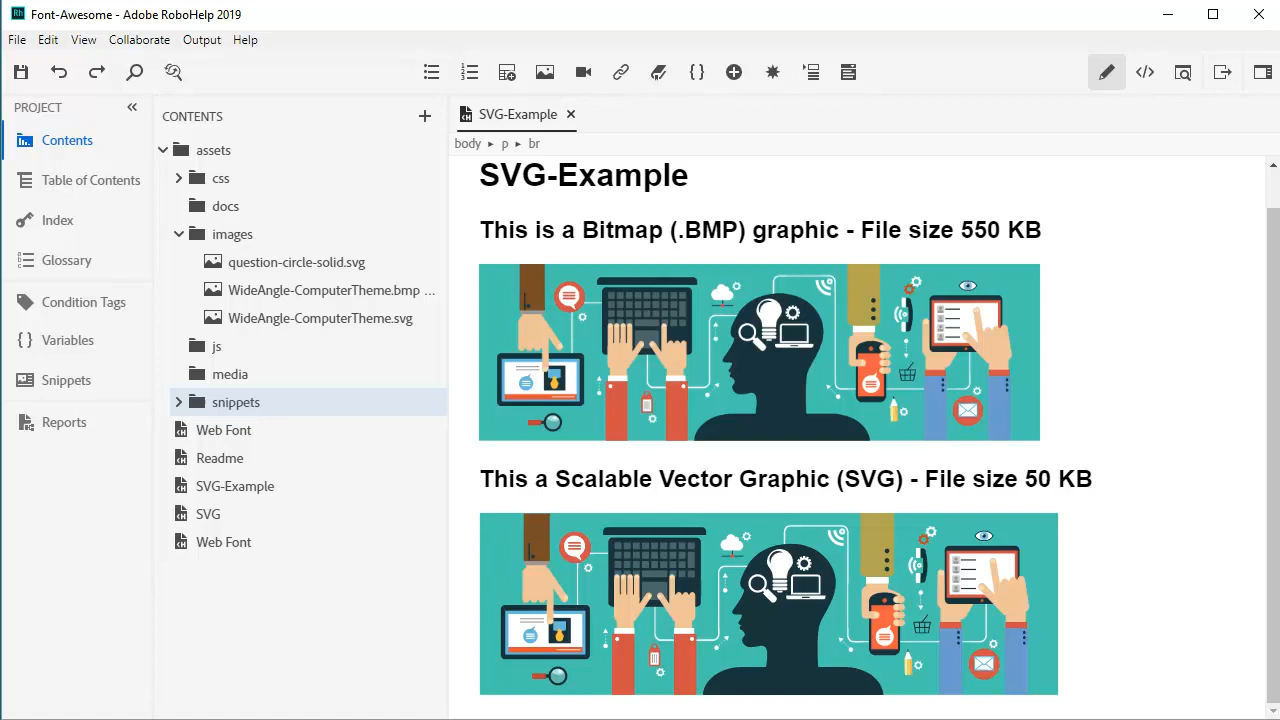 Rh Font-Awesome - Adobe RoboHelp 2019
File Edit View Collaborate Output Help
PROJECT
Contents
Table of Contents
Index
Glossary
Condition Tags
Variables
Snippets
Reports
CONTENTS
assets
css
docs
images
question-circle-solid.svg
WideAngle-ComputerTheme.bmp ...
WideAngle-ComputerTheme.svg
js
media
snippets
Web Font
Readme
SVG-Example
SVG
Web Font
SVG-Example
body ▸ p ▸ br
SVG-Example
This is a Bitmap (.BMP) graphic - File size 550 KB
This a Scalable Vector Graphic (SVG) - File size 50 KB